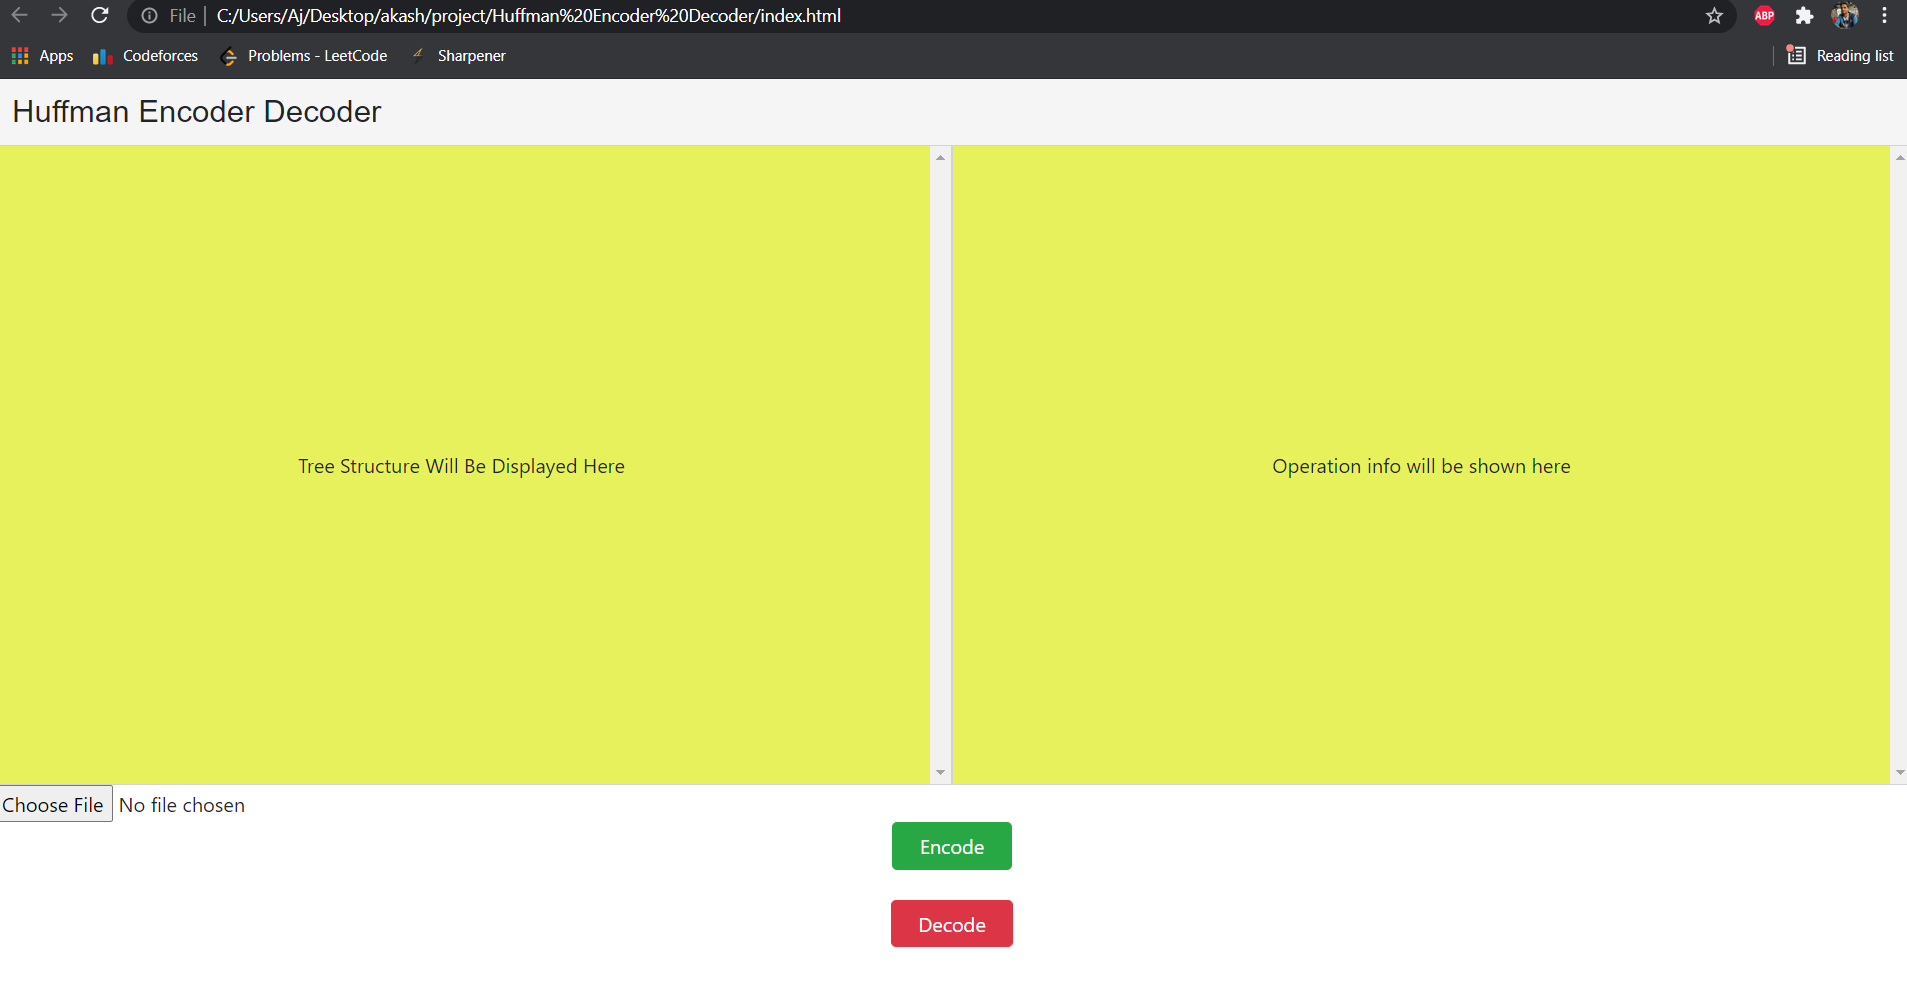 File C:/Users/Aj/Desktop/akash/project/Huffman%20Encoder%20Decoder/index.html ABP
Apps Codeforces Problems - LeetCode Sharpener Reading list
Huffman Encoder Decoder
Tree Structure Will Be Displayed Here
Operation info will be shown here
Choose File No file chosen
Encode
Decode